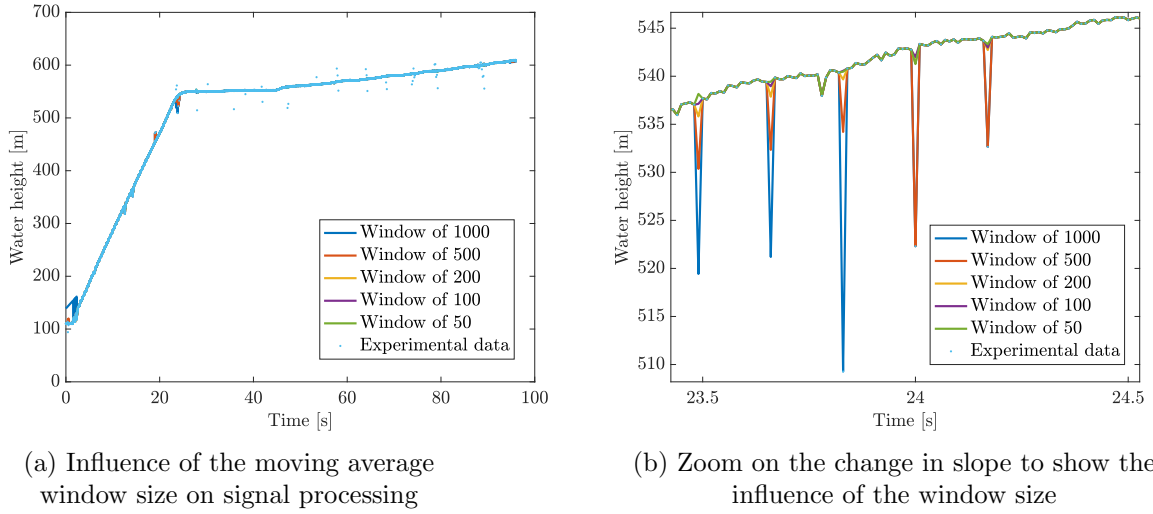 700
600
500
400
300
200
100
0
Water height [m]
0
20
40
60
80
100
Time [s]
Window of 1000
Window of 500
Window of 200
Window of 100
Window of 50
Experimental data
(a) Influence of the moving average
window size on signal processing
545
540
535
530
525
520
515
510
Water height [m]
23.5
24
24.5
Time [s]
Window of 1000
Window of 500
Window of 200
Window of 100
Window of 50
Experimental data
(b) Zoom on the change in slope to show the
influence of the window size